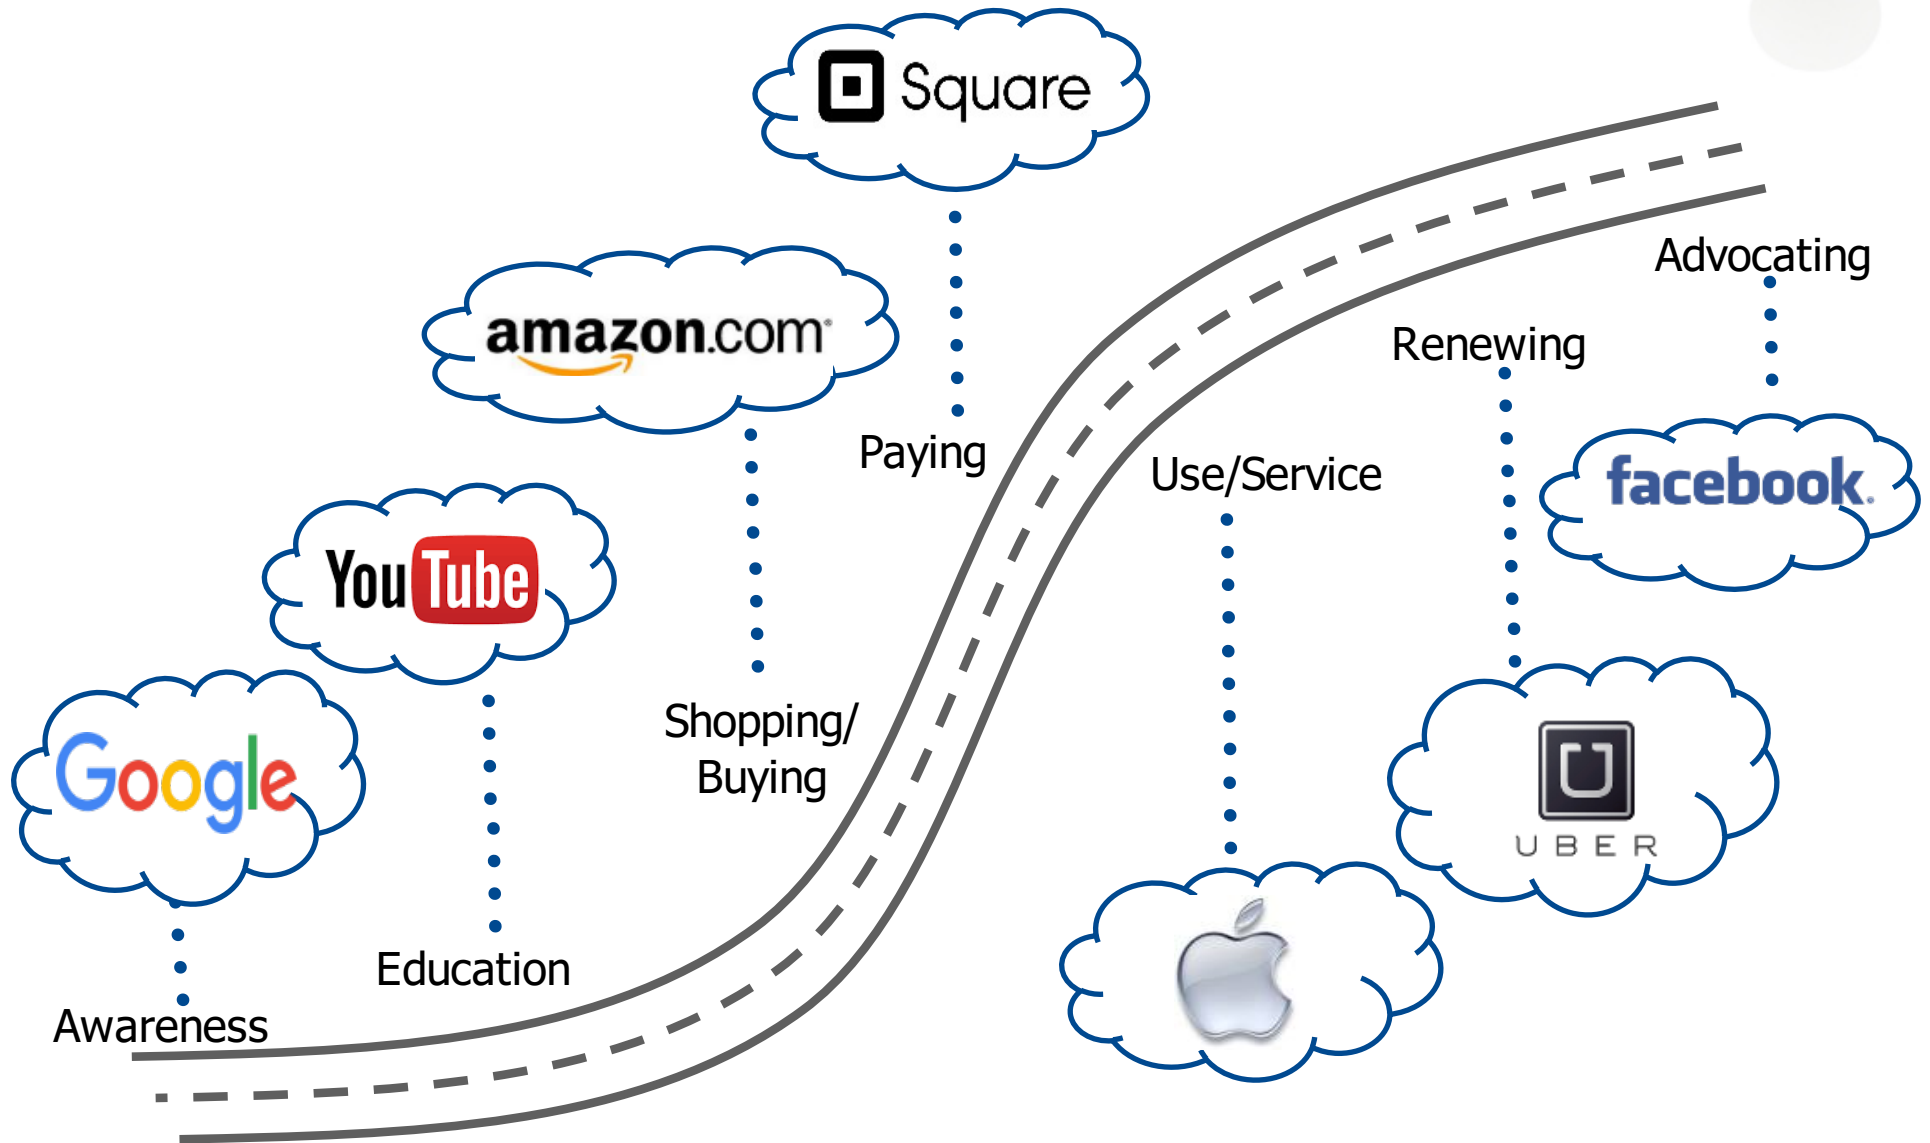 Square
amazon.com
Advocating
Renewing
Paying
Use/Service
facebook.
YouTube
Shopping/
Buying
Google
UBER
Education
Awareness